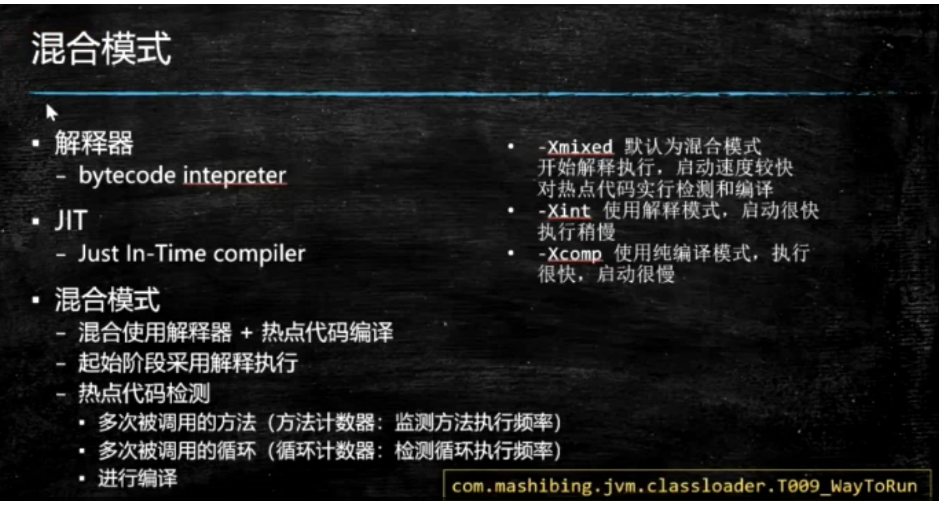 混合模式
▪ 解释器
– bytecode intepreter
▪ JIT
– Just In-Time compiler
▪ 混合模式
– 混合使用解释器 + 热点代码编译
– 起始阶段采用解释执行
– 热点代码检测
▪ 多次被调用的方法（方法计数器：监测方法执行频率）
▪ 多次被调用的循环（循环计数器：检测循环执行频率）
▪ 进行编译
• -Xmixed 默认为混合模式
开始解释执行，启动速度较快
对热点代码实行检测和编译
• -Xint 使用解释模式，启动很快
执行稍慢
• -Xcomp 使用纯编译模式，执行
很快，启动很慢
com.mashibing.jvm.classloader.T009_WayToRun